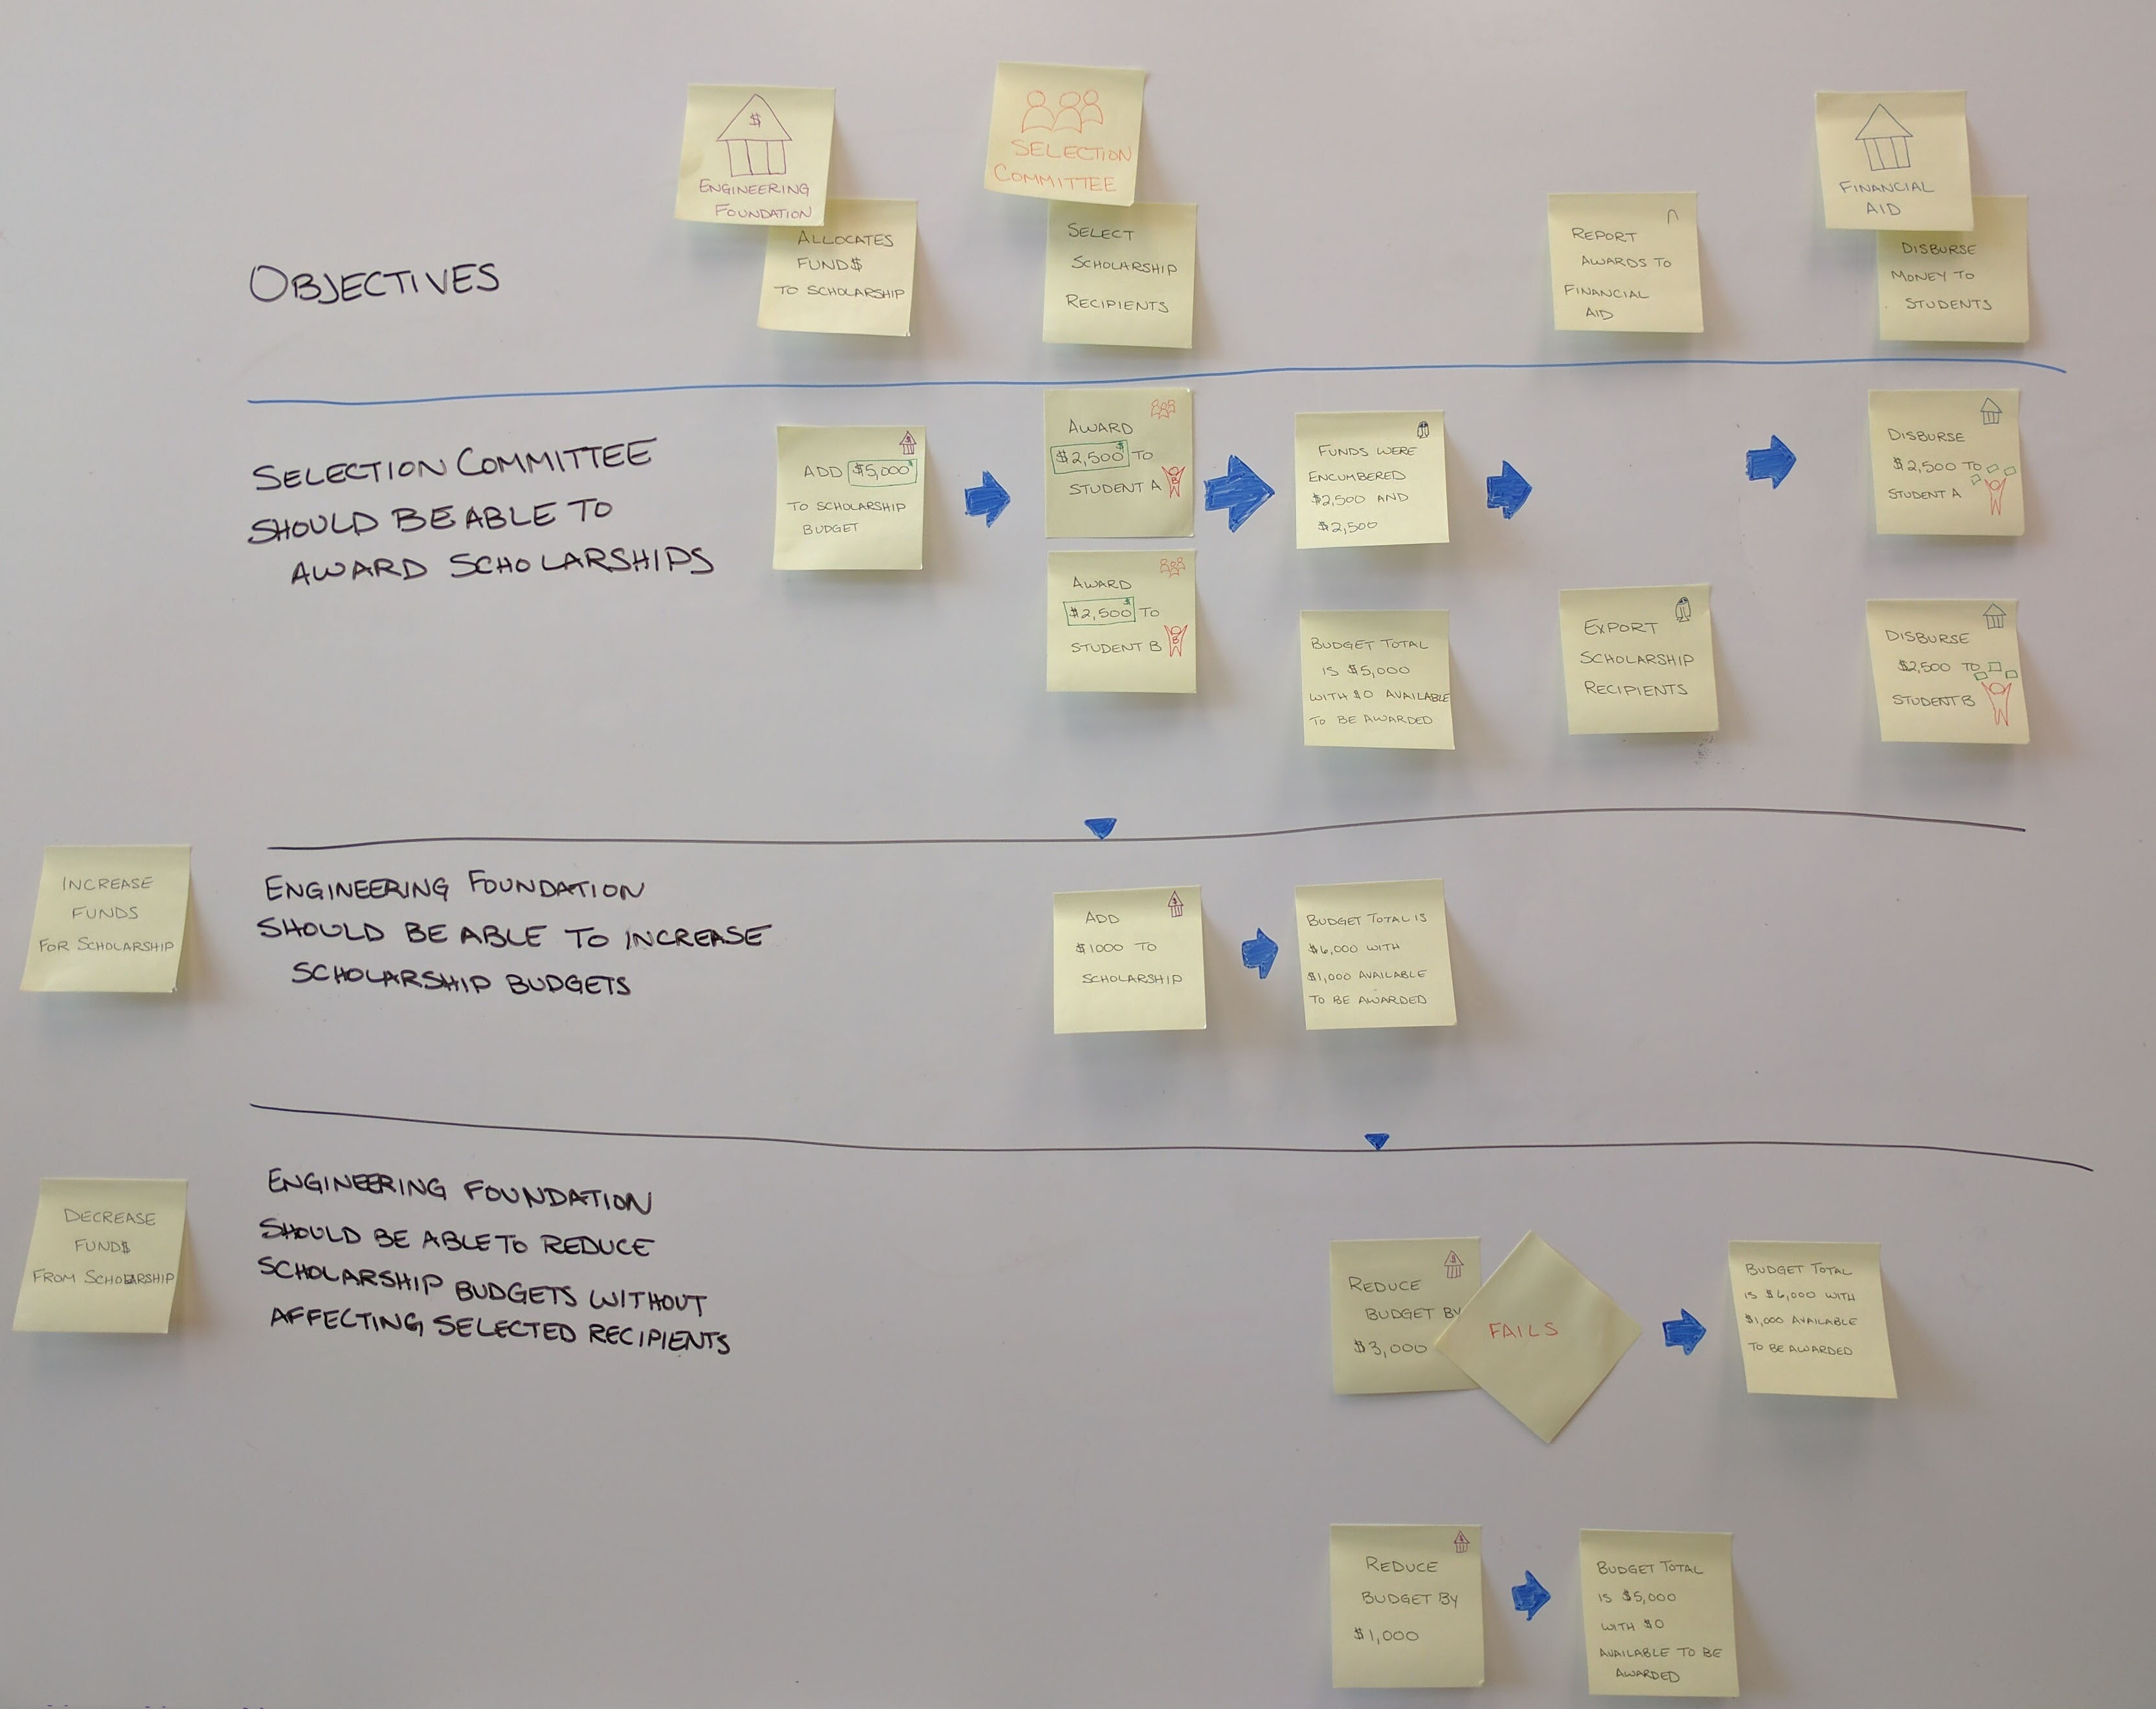 $
ENGINEERING
FOUNDATION
ALLOCATES
FUND$
TO SCHOLARSHIP
SELECTION
COMMITTEE
SELECT
SCHOLARSHIP
RECIPIENTS
REPORT
AWARDS TO
FINANCIAL
AID
FINANCIAL
AID
DISBURSE
MONEY TO
STUDENTS
OBJECTIVES
SELECTION COMMITTEE
SHOULD BE ABLE TO
AWARD SCHOLARSHIPS
$
ADD $5,000
TO SCHOLARSHIP
BUDGET
AWARD
$2,500 TO
STUDENT A
AWARD
$2,500 TO
STUDENT B
FUNDS WERE
ENCUMBERED
$2,500 AND
$2,500
BUDGET TOTAL
IS $5,000
WITH $0 AVAILABLE
TO BE AWARDED
EXPORT
SCHOLARSHIP
RECIPIENTS
DISBURSE
$2,500 TO
STUDENT A
DISBURSE
$2,500 TO
STUDENT B
INCREASE
FUNDS
FOR SCHOLARSHIP
ENGINEERING FOUNDATION
SHOULD BE ABLE TO INCREASE
SCHOLARSHIP BUDGETS
$
ADD
$1000 TO
SCHOLARSHIP
BUDGET TOTAL IS
$6,000 WITH
$1,000 AVAILABLE
TO BE AWARDED
DECREASE
FUND$
FROM SCHOLARSHIP
ENGINEERING FOUNDATION
SHOULD BE ABLE TO REDUCE
SCHOLARSHIP BUDGETS WITHOUT
AFFECTING SELECTED RECIPIENTS
$
REDUCE
BUDGET BY
$3,000
FAILS
BUDGET TOTAL
IS $6,000 WITH
$1,000 AVAILABLE
TO BE AWARDED
$
REDUCE
BUDGET BY
$1,000
BUDGET TOTAL
IS $5,000
WITH $0
AVAILABLE TO BE
AWARDED